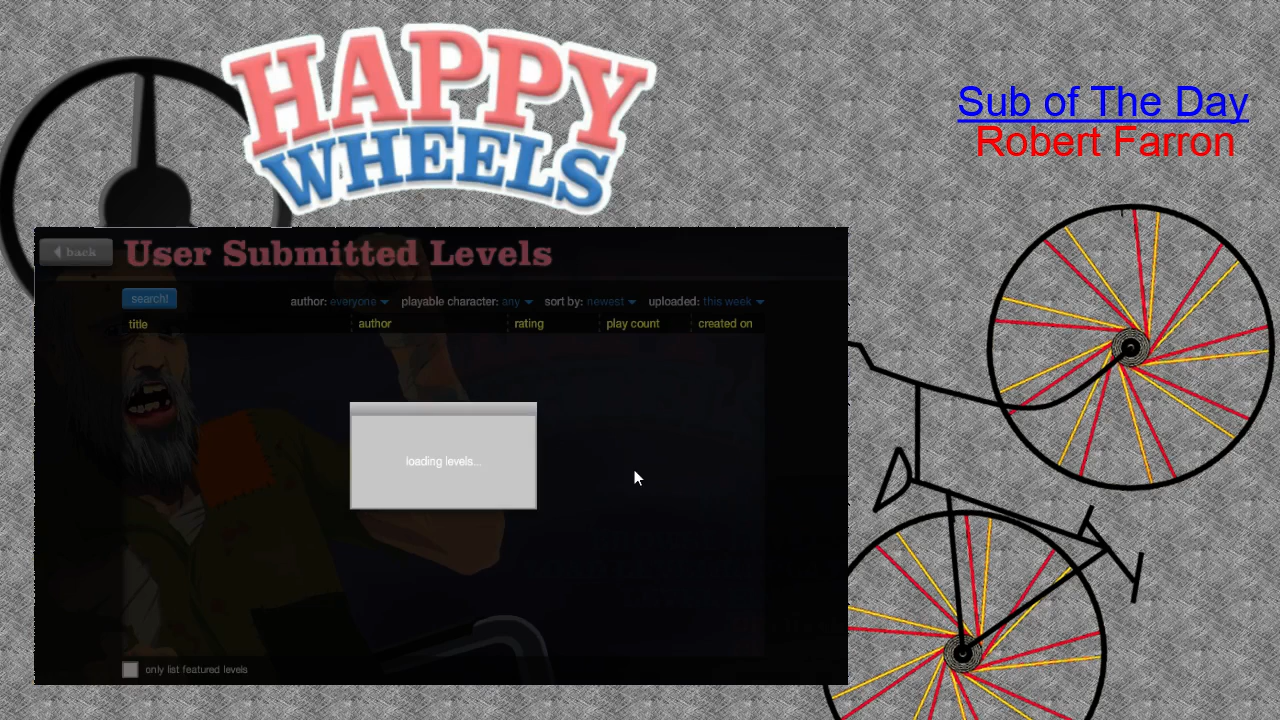 HAPPY
WHEELS
Sub of The Day
Robert Farron
back
User Submitted Levels
search!
author: everyone playable character: any sort by: newest uploaded: this week
title author rating play count created on
loading levels...
only list featured levels